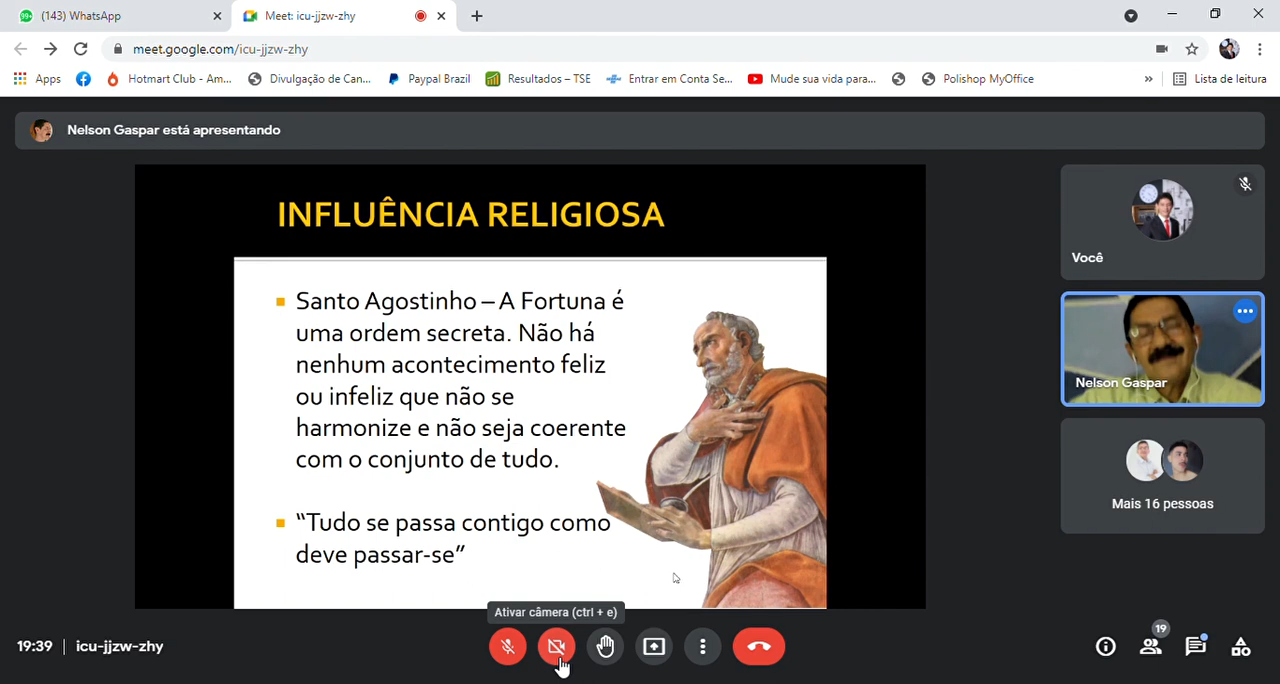 (143) WhatsApp
Meet: icu-jjzw-zhy
meet.google.com/icu-jjzw-zhy
Apps
Hotmart Club - Am...
Divulgação de Can...
Paypal Brazil
Resultados – TSE
Entrar em Conta Se...
Mude sua vida para...
Polishop MyOffice
»
Lista de leitura
Nelson Gaspar está apresentando
INFLUÊNCIA RELIGIOSA
Santo Agostinho – A Fortuna é
uma ordem secreta. Não há
nenhum acontecimento feliz
ou infeliz que não se
harmonize e não seja coerente
com o conjunto de tudo.
“Tudo se passa contigo como
deve passar-se”
Você
Nelson Gaspar
Mais 16 pessoas
Ativar câmera (ctrl + e)
19:39 | icu-jjzw-zhy
19